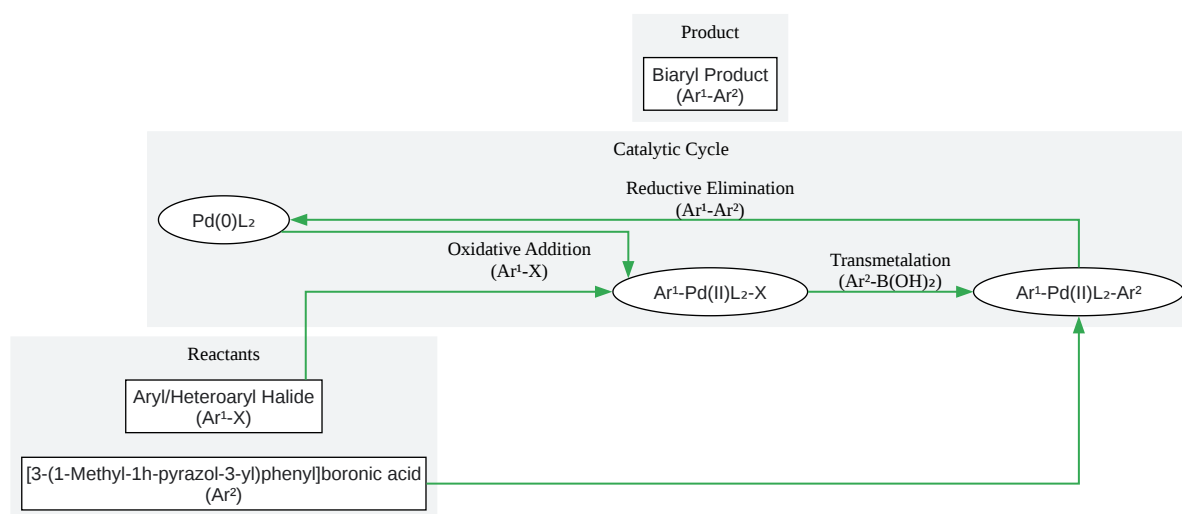 Product
Biaryl Product
(Ar¹-Ar²)
Catalytic Cycle
Reductive Elimination
(Ar¹-Ar²)
Pd(0)L₂
Oxidative Addition
(Ar¹-X)
Transmetalation
(Ar²-B(OH)₂)
Ar¹-Pd(II)L₂-X
Ar¹-Pd(II)L₂-Ar²
Reactants
Aryl/Heteroaryl Halide
(Ar¹-X)
[3-(1-Methyl-1h-pyrazol-3-yl)phenyl]boronic acid
(Ar²)